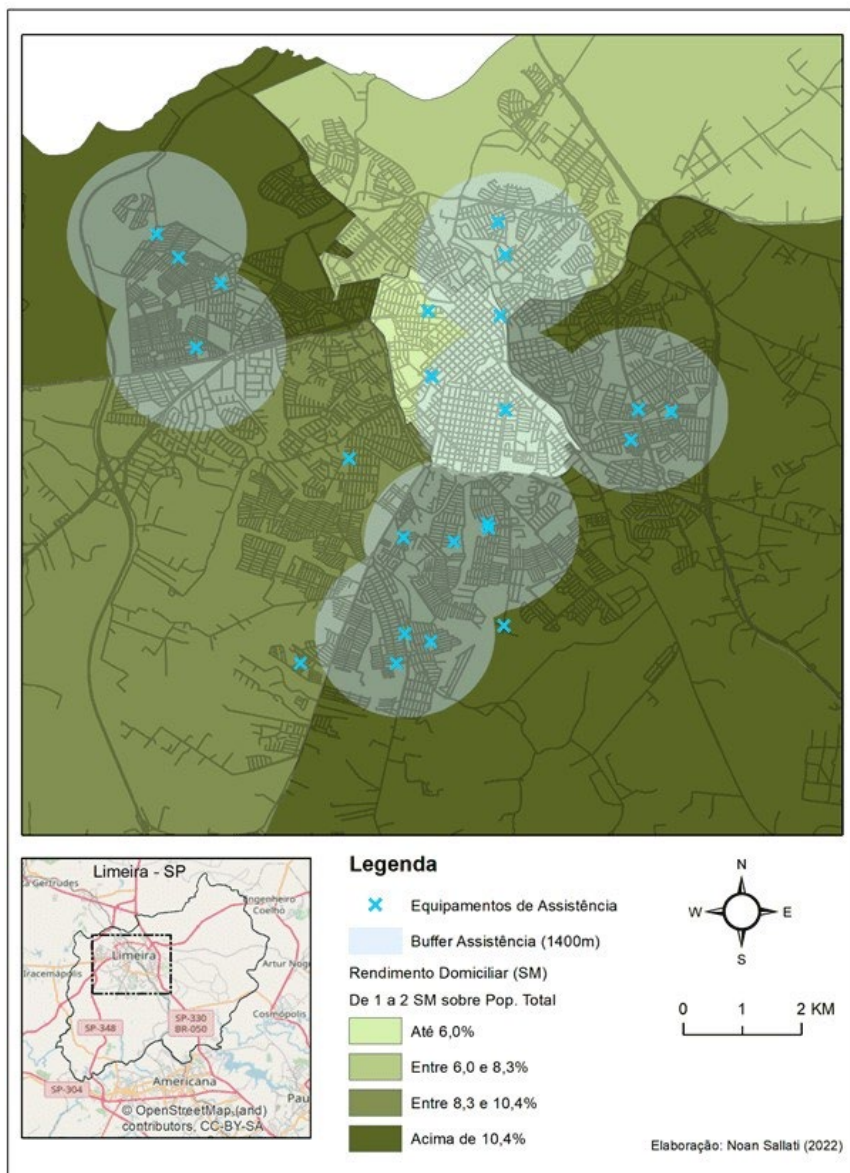 Limeira - SP
a Gertrudes
Engenheiro
Coelho
Limeira
Iracemápolis
Artur Nog
SP-330
BR-050
Cosmópolis
SP-348
Americana
SP-304
Pau
© OpenStreetMap (and)
contributors, CC-BY-SA
Legenda
Equipamentos de Assistência
Buffer Assistência (1400m)
Rendimento Domiciliar (SM)
De 1 a 2 SM sobre Pop. Total
Até 6,0%
Entre 6,0 e 8,3%
Entre 8,3 e 10,4%
Acima de 10,4%
N
W
E
S
0 1 2 KM
Elaboração: Noan Sallati (2022)